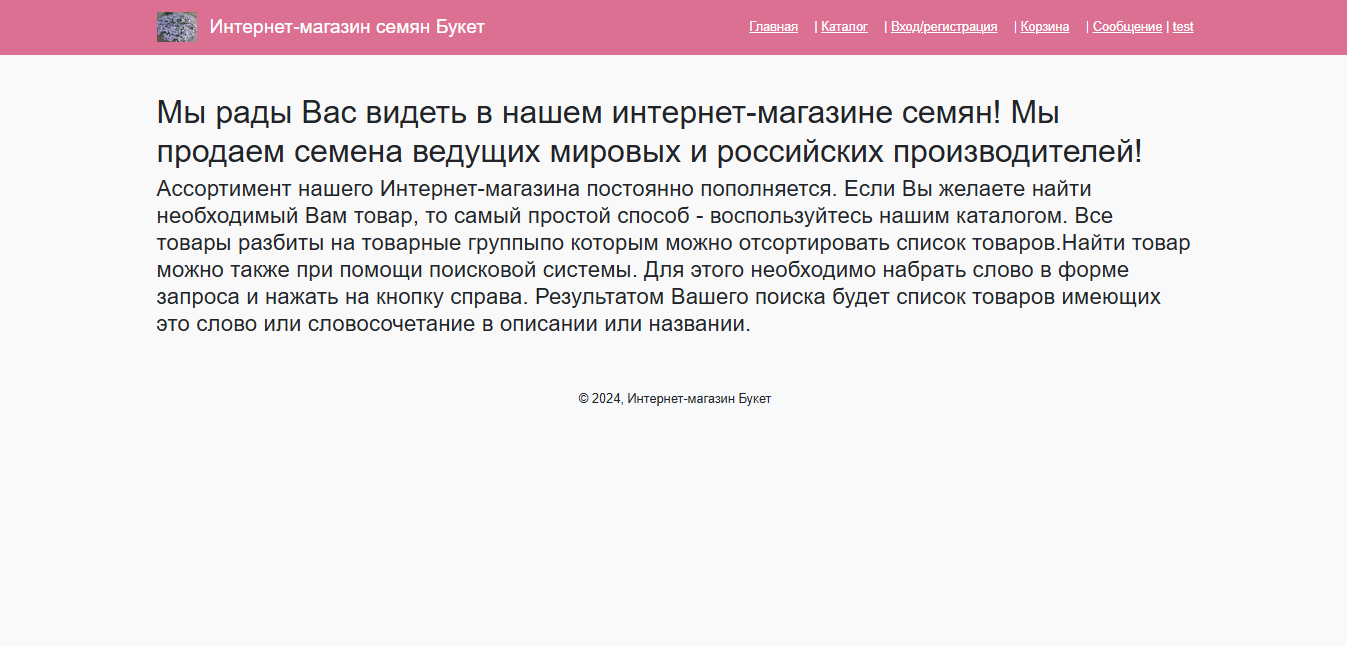 Интернет-магазин семян Букет
Главная | Каталог | Вход/регистрация | Корзина | Сообщение | test
Мы рады Вас видеть в нашем интернет-магазине семян! Мы
продаем семена ведущих мировых и российских производителей!
Ассортимент нашего Интернет-магазина постоянно пополняется. Если Вы желаете найти
необходимый Вам товар, то самый простой способ - воспользуйтесь нашим каталогом. Все
товары разбиты на товарные группыпо которым можно отсортировать список товаров.Найти товар
можно также при помощи поисковой системы. Для этого необходимо набрать слово в форме
запроса и нажать на кнопку справа. Результатом Вашего поиска будет список товаров имеющих
это слово или словосочетание в описании или названии.
© 2024, Интернет-магазин Букет